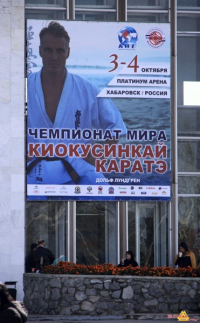 3-4
ОКТЯБРЯ
ПЛАТИНУМ АРЕНА
ХАБАРОВСК / РОССИЯ
ЧЕМПИОНАТ МИРА
КИОКУСИНКАЙ
КАРАТЭ
ДОЛЬФ ЛУНДГРЕН